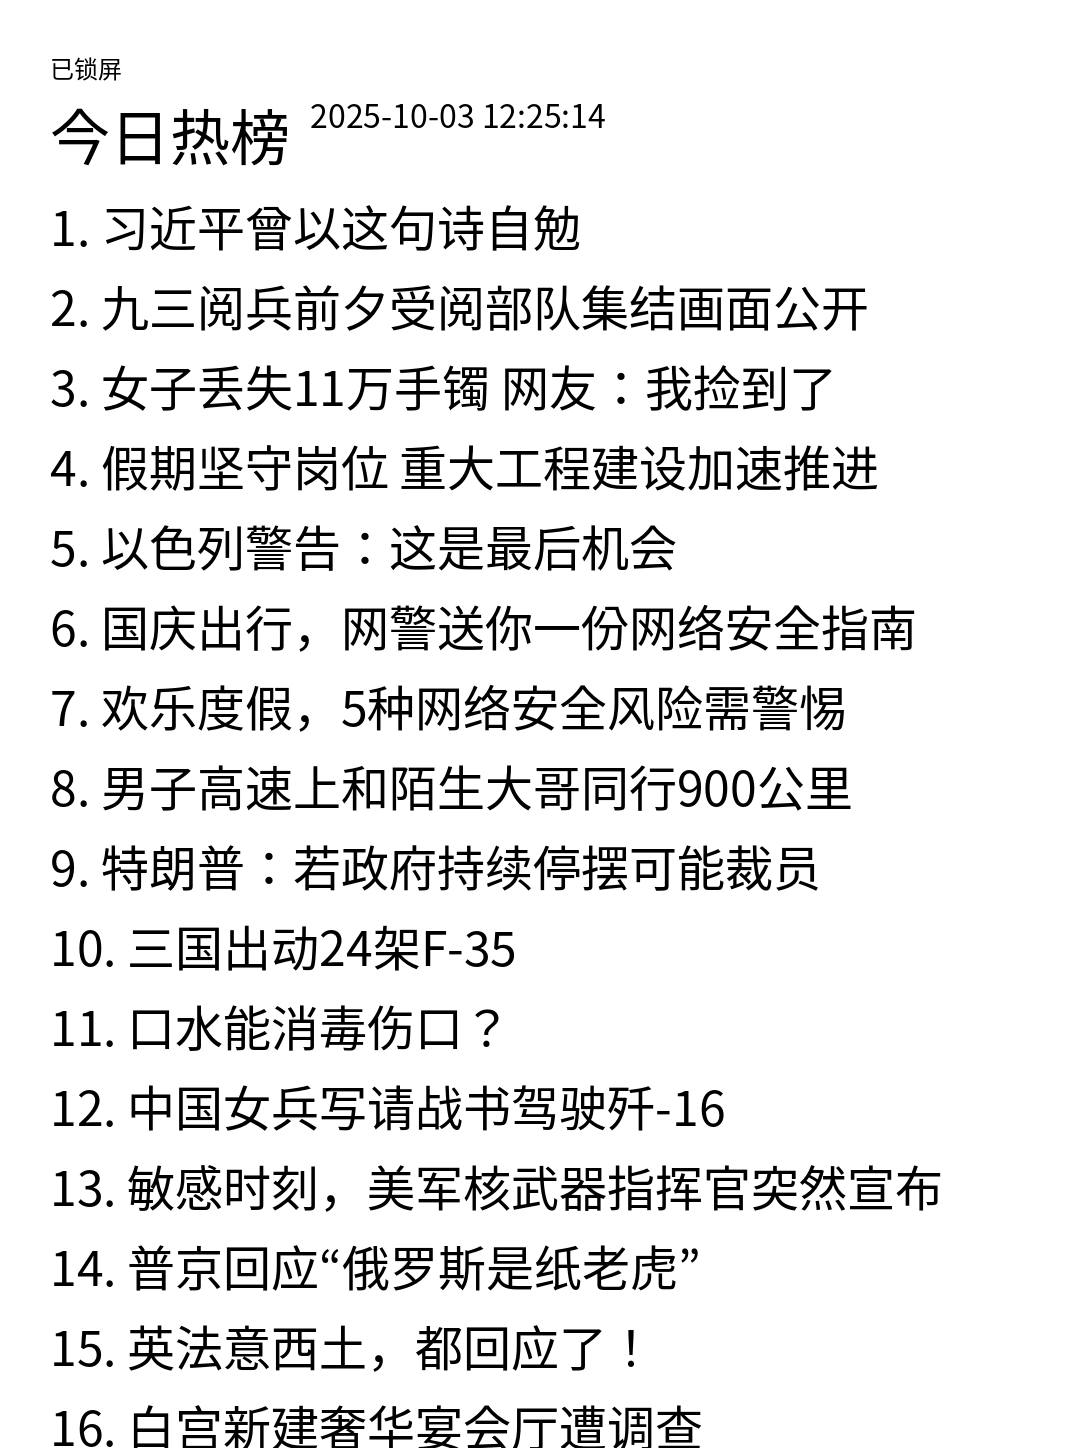 已锁屏
今日热榜 2025-10-03 12:25:14
1. 习近平曾以这句诗自勉
2. 九三阅兵前夕受阅部队集结画面公开
3. 女子丢失11万手镯 网友：我捡到了
4. 假期坚守岗位 重大工程建设加速推进
5. 以色列警告：这是最后机会
6. 国庆出行，网警送你一份网络安全指南
7. 欢乐度假，5种网络安全风险需警惕
8. 男子高速上和陌生大哥同行900公里
9. 特朗普：若政府持续停摆可能裁员
10. 三国出动24架F-35
11. 口水能消毒伤口？
12. 中国女兵写请战书驾驶歼-16
13. 敏感时刻，美军核武器指挥官突然宣布
14. 普京回应“俄罗斯是纸老虎”
15. 英法意西土，都回应了！
16. 白宫新建奢华宴会厅遭调查